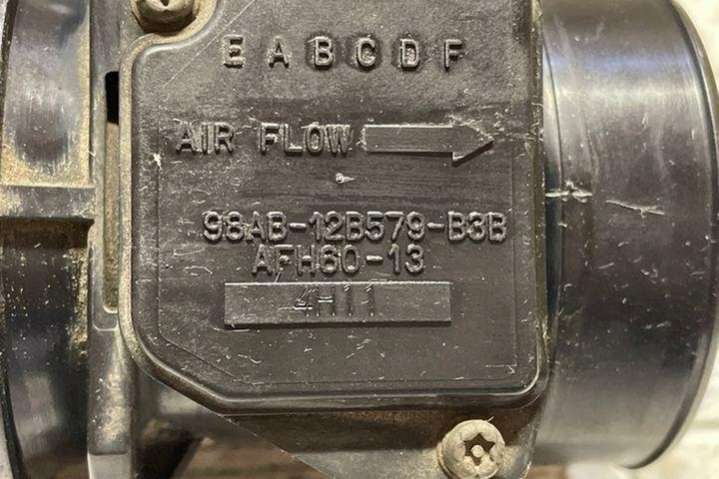 E A B C D F
AIR FLOW
98AB-12B579-B3B
AFH60-13
4H11